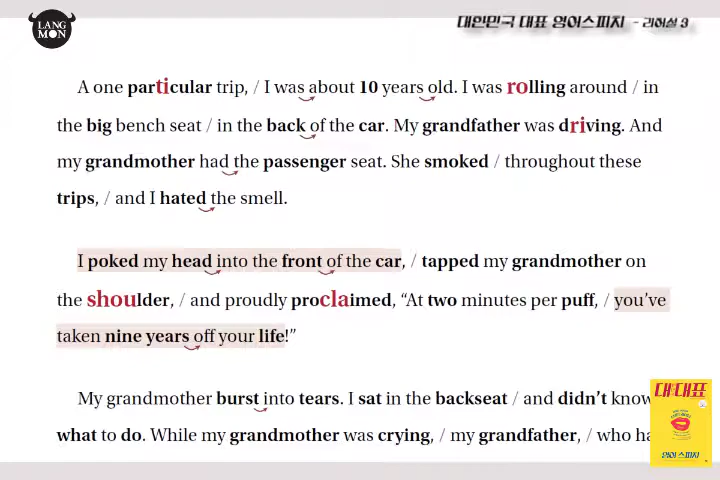 LANG
MON
대한민국 대표 영어스피치 - 리허설 3
A one particular trip, / I was about 10 years old. I was rolling around / in
the big bench seat / in the back of the car. My grandfather was driving. And
my grandmother had the passenger seat. She smoked / throughout these
trips, / and I hated the smell.
I poked my head into the front of the car, / tapped my grandmother on
the shoulder, / and proudly proclaimed, “At two minutes per puff, / you’ve
taken nine years off your life!”
My grandmother burst into tears. I sat in the backseat / and didn’t know
what to do. While my grandmother was crying, / my grandfather, / who ha
대한대표
영어 스피치